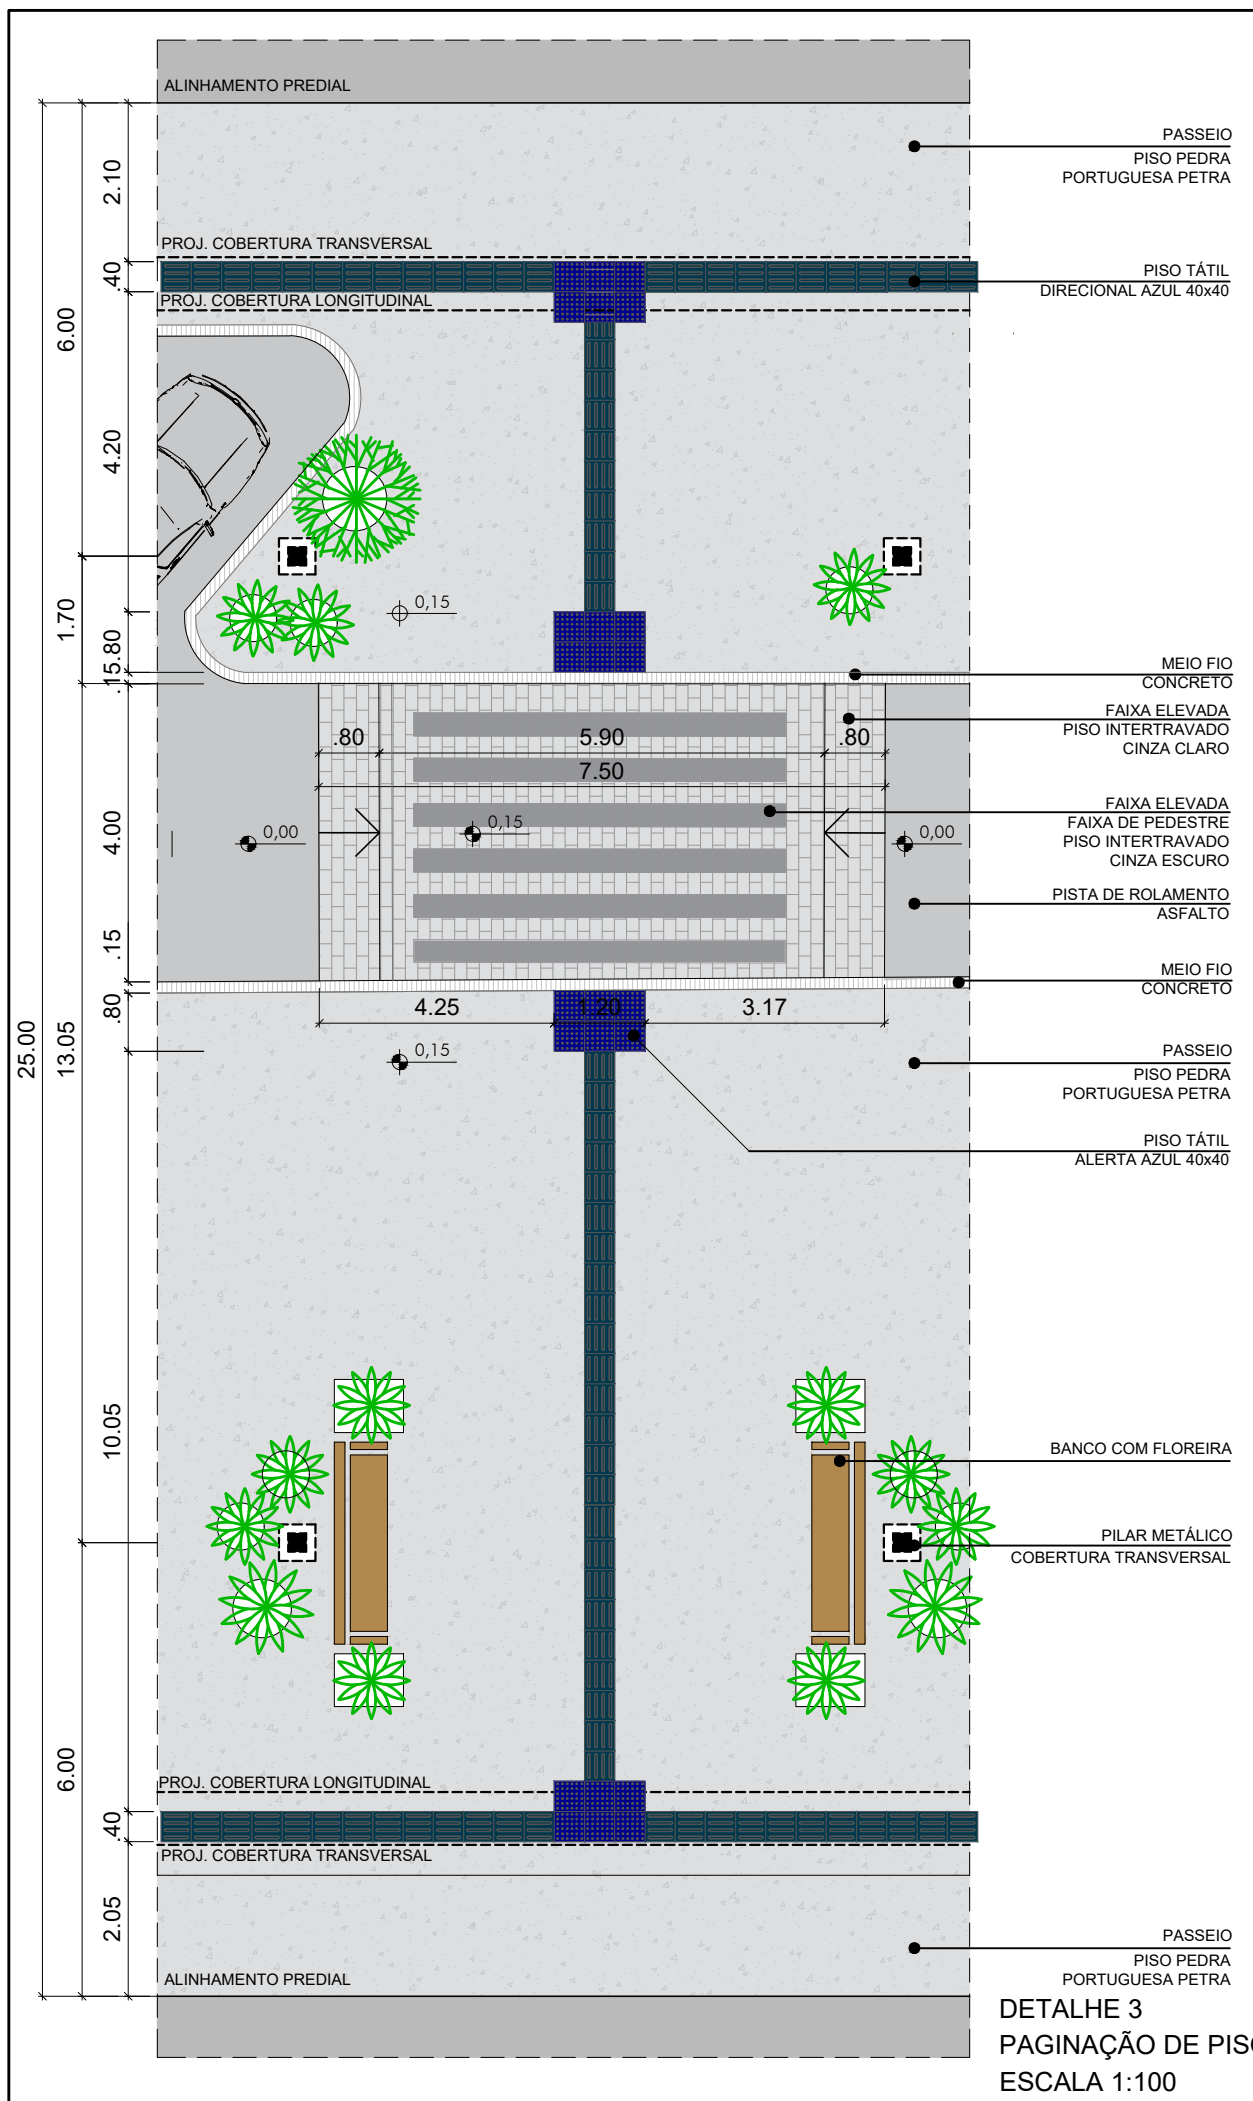 ALINHAMENTO PREDIAL
PASSEIO
PISO PEDRA
PORTUGUESA PETRA
2.10
PROJ. COBERTURA TRANSVERSAL
.40
PISO TÁTIL
DIRECIONAL AZUL 40x40
PROJ. COBERTURA LONGITUDINAL
6.00
4.20
0,15
1.70
.80
.15
MEIO FIO
CONCRETO
FAIXA ELEVADA
PISO INTERTRAVADO
CINZA CLARO
.80
5.90
.80
7.50
FAIXA ELEVADA
FAIXA DE PEDESTRE
PISO INTERTRAVADO
CINZA ESCURO
4.00
0,00
0,15
0,00
PISTA DE ROLAMENTO
ASFALTO
.15
MEIO FIO
CONCRETO
.80
4.25
1.20
3.17
25.00
13.05
0,15
PASSEIO
PISO PEDRA
PORTUGUESA PETRA
PISO TÁTIL
ALERTA AZUL 40x40
10.05
BANCO COM FLOREIRA
PILAR METÁLICO
COBERTURA TRANSVERSAL
6.00
PROJ. COBERTURA LONGITUDINAL
.40
PROJ. COBERTURA TRANSVERSAL
2.05
PASSEIO
PISO PEDRA
PORTUGUESA PETRA
ALINHAMENTO PREDIAL
DETALHE 3
PAGINAÇÃO DE PISO
ESCALA 1:100